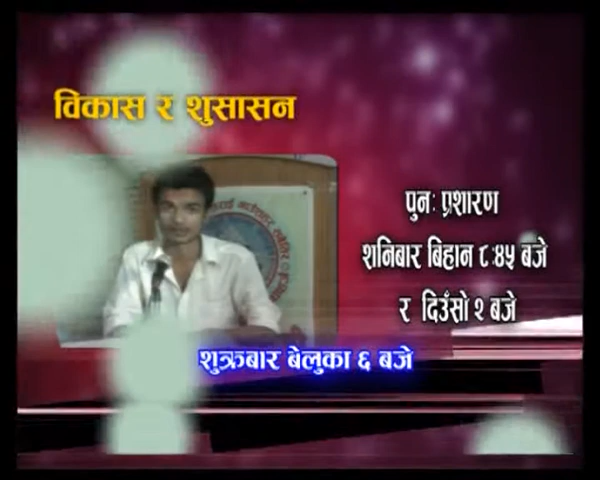 विकास र शुसासन
पुनः प्रशारण
शनिबार बिहान ८:४५ बजे
र दिउँसो २ बजे
शुक्रबार बेलुका ६ बजे